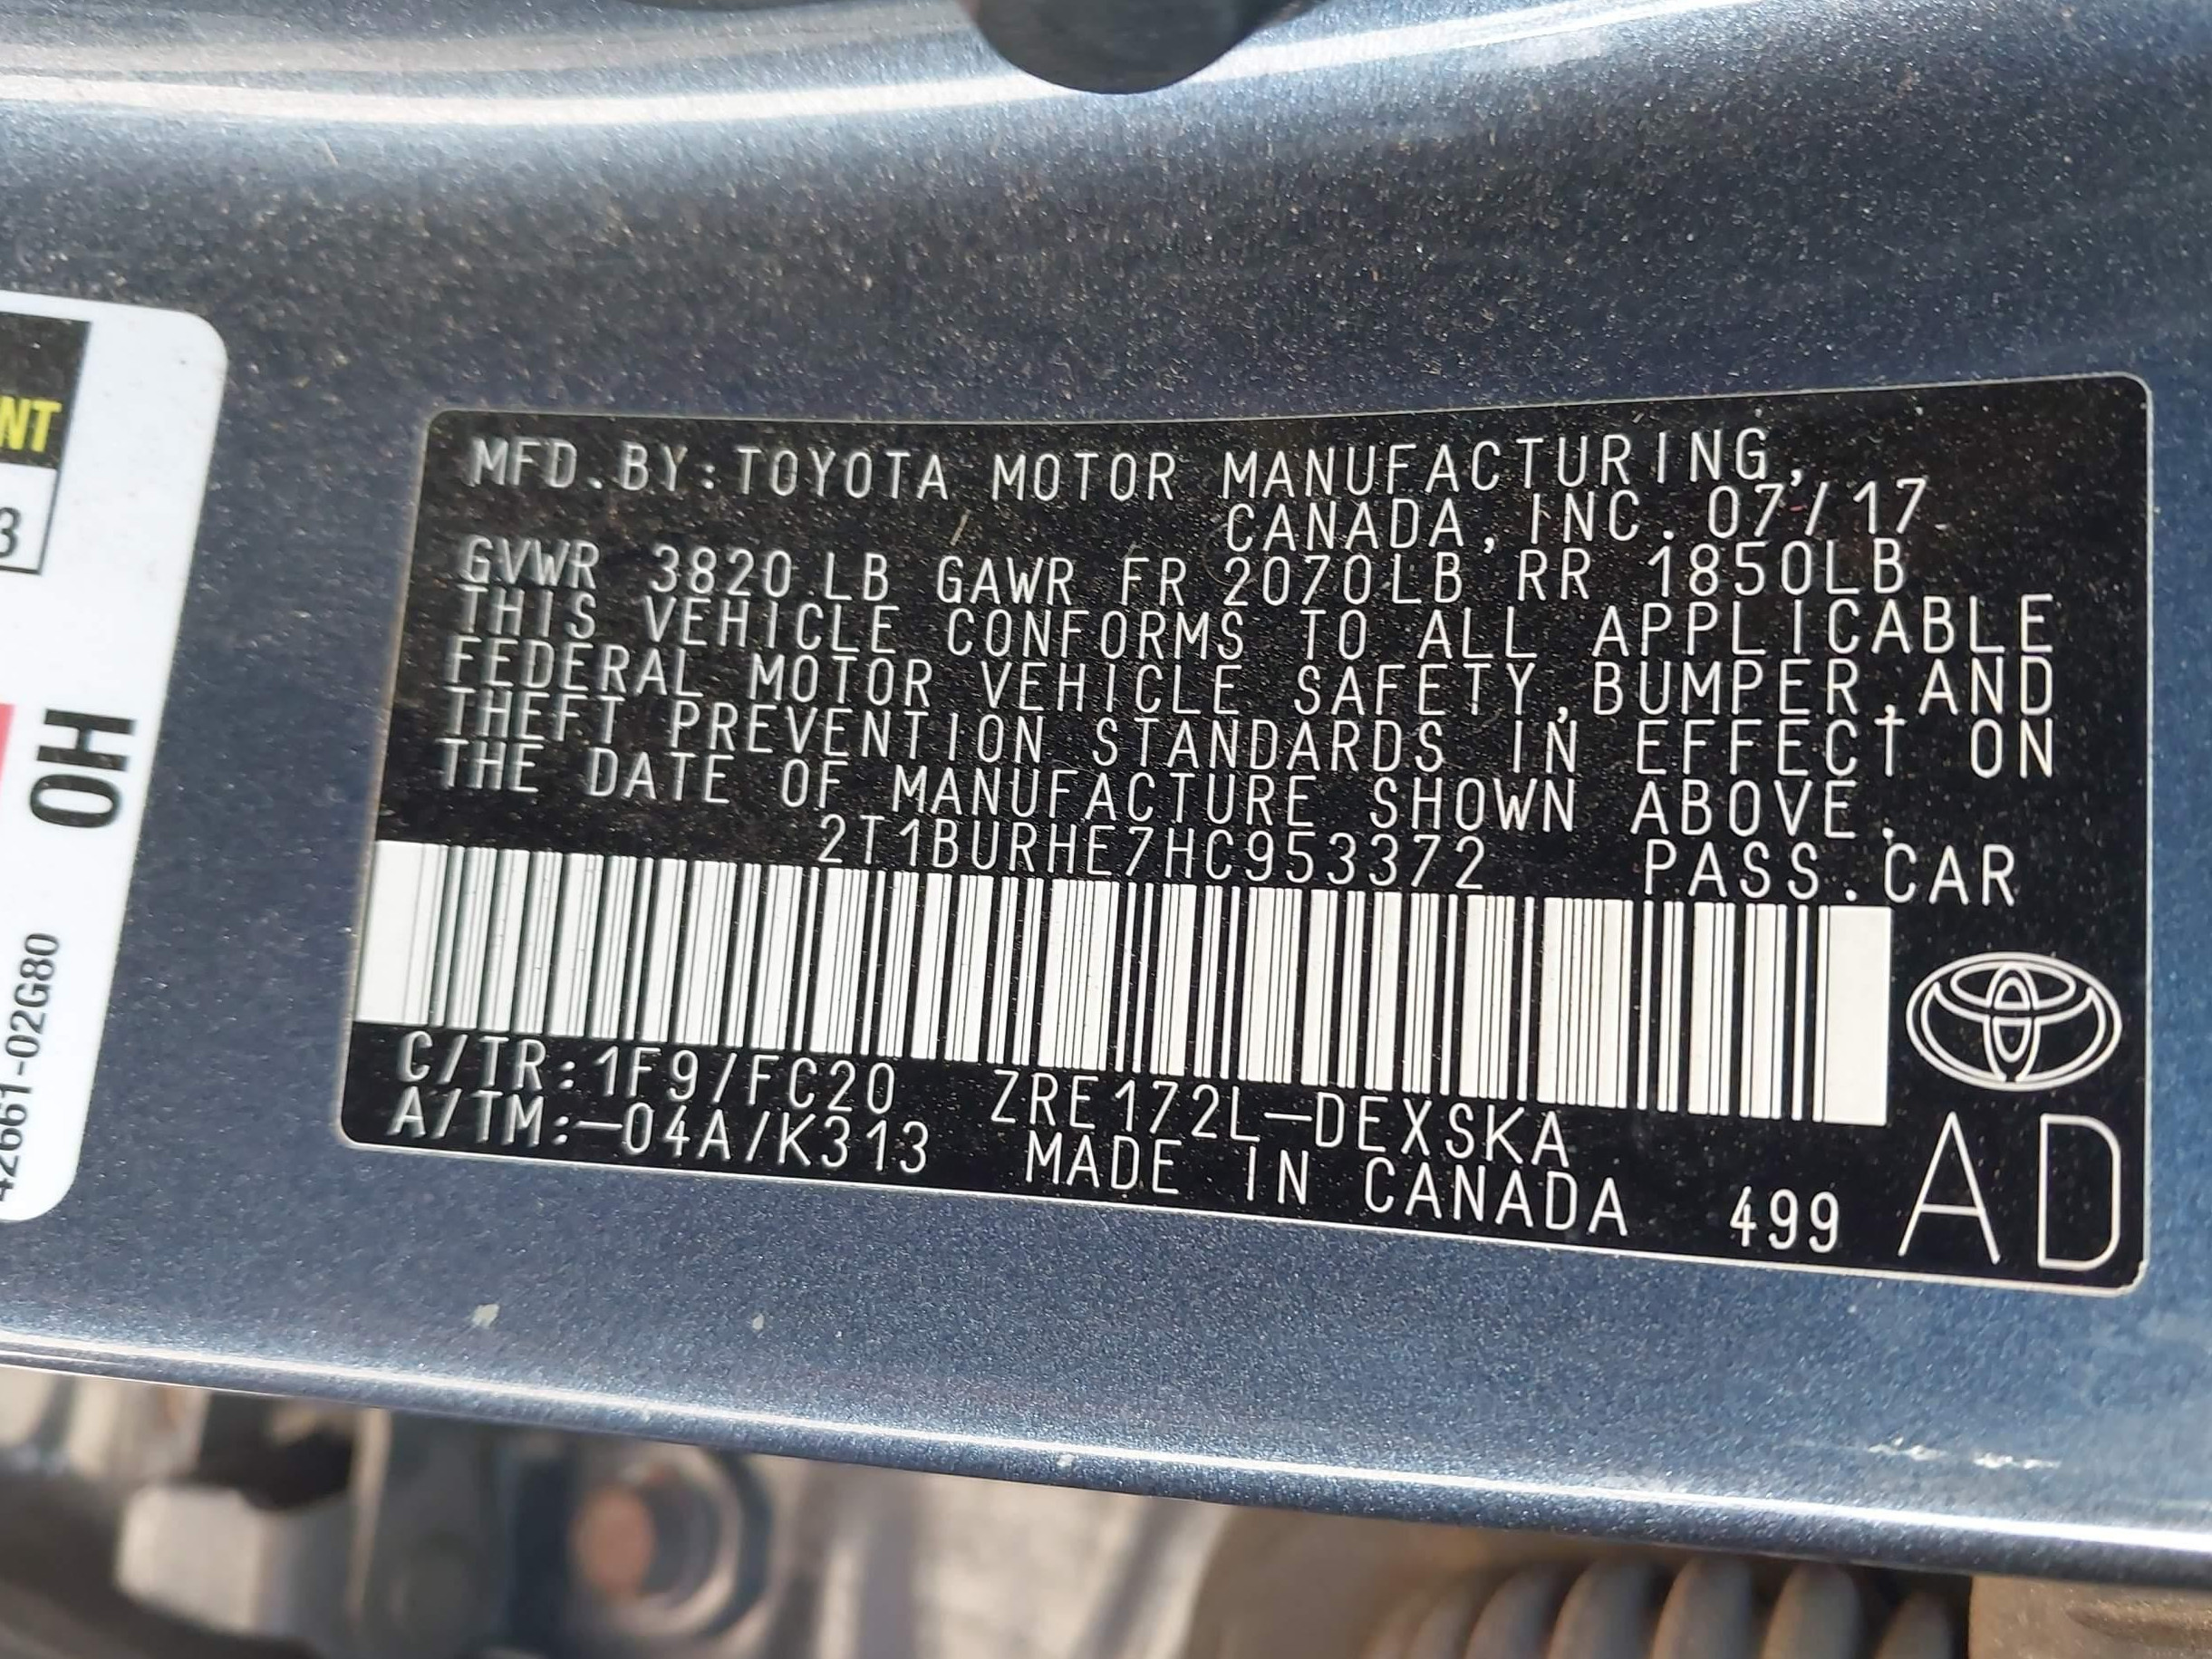 MFD.BY:TOYOTA MOTOR MANUFACTURING,
CANADA,INC. 07/17
GVWR 3820 LB GAWR FR 2070LB RR 1850LB
THIS VEHICLE CONFORMS TO ALL APPLICABLE
FEDERAL MOTOR VEHICLE SAFETY,BUMPER,AND
THEFT PREVENTION STANDARDS IN EFFECT ON
THE DATE OF MANUFACTURE SHOWN ABOVE.
2T1BURHE7HC953372 PASS.CAR
C/TR:1F9/FC20 ZRE172L-DEXSKA
A/TM:-04A/K313 MADE IN CANADA 499
AD
NT
3
OH
42661-02G80